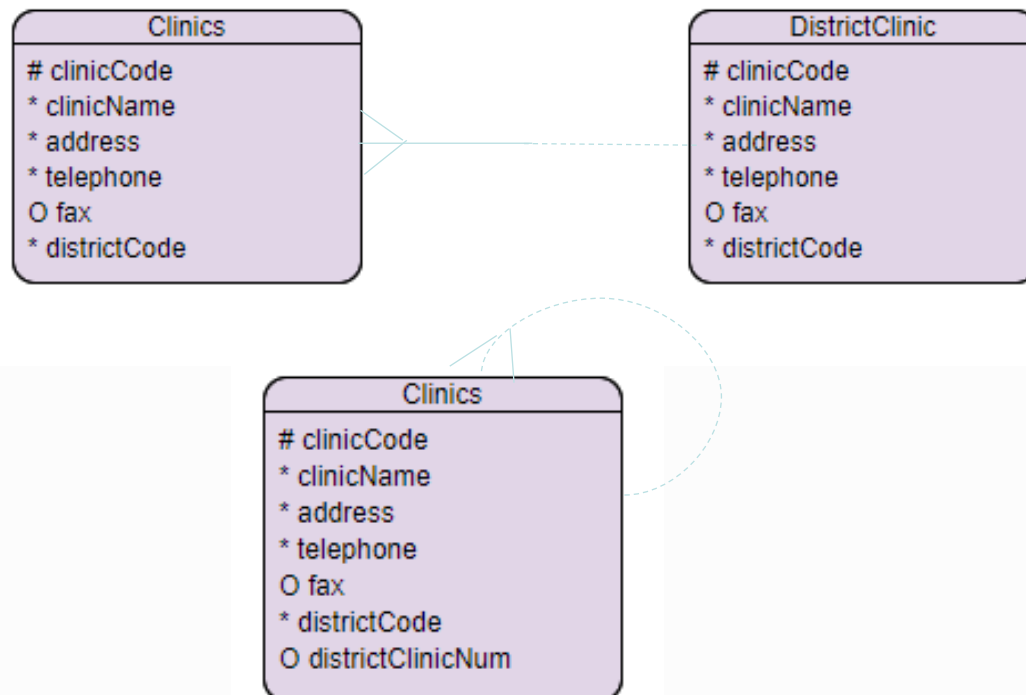 Clinics
# clinicCode
* clinicName
* address
* telephone
O fax
* districtCode
DistrictClinic
# clinicCode
* clinicName
* address
* telephone
O fax
* districtCode
Clinics
# clinicCode
* clinicName
* address
* telephone
O fax
* districtCode
O districtClinicNum